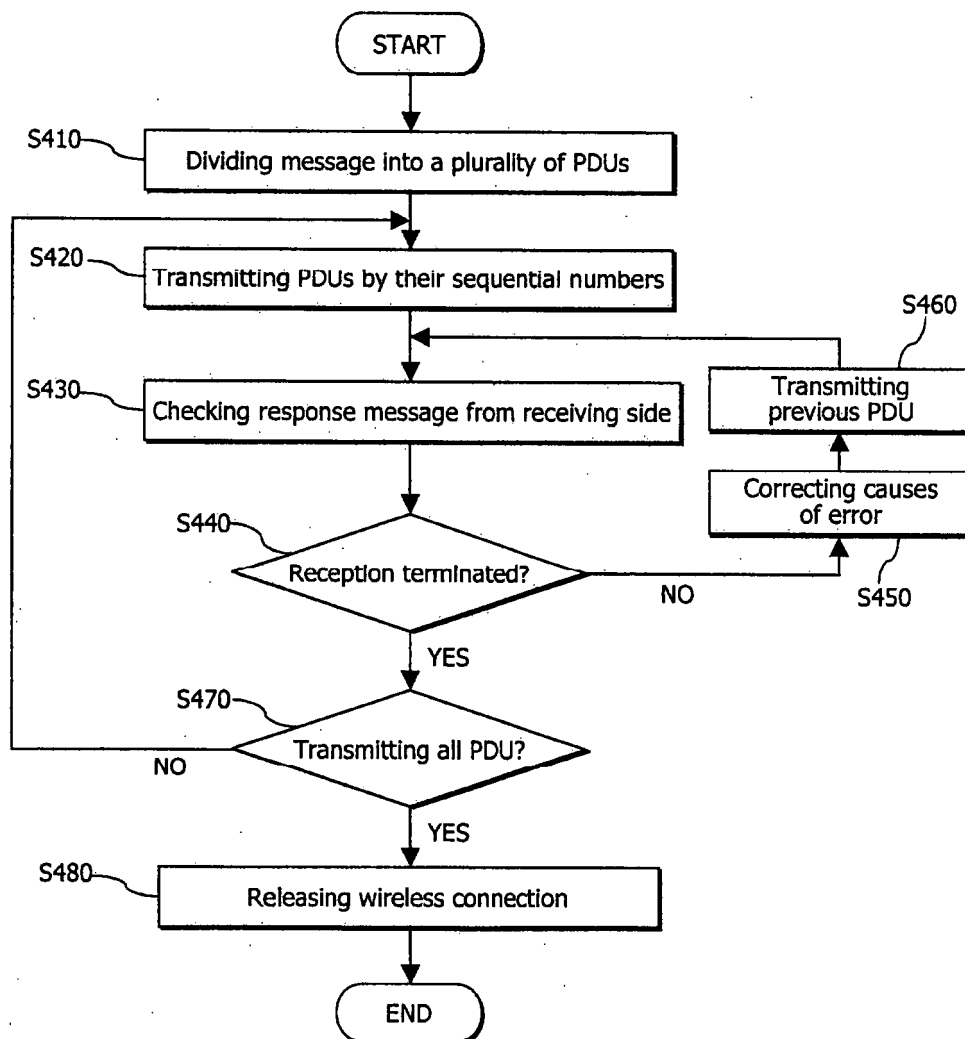 START
S410
Dividing message into a plurality of PDUs
S420
Transmitting PDUs by their sequential numbers
S460
Transmitting
previous PDU
S430
Checking response message from receiving side
Correcting causes
of error
S450
S440
Reception terminated?
NO
YES
S470
Transmitting all PDU?
NO
YES
S480
Releasing wireless connection
END